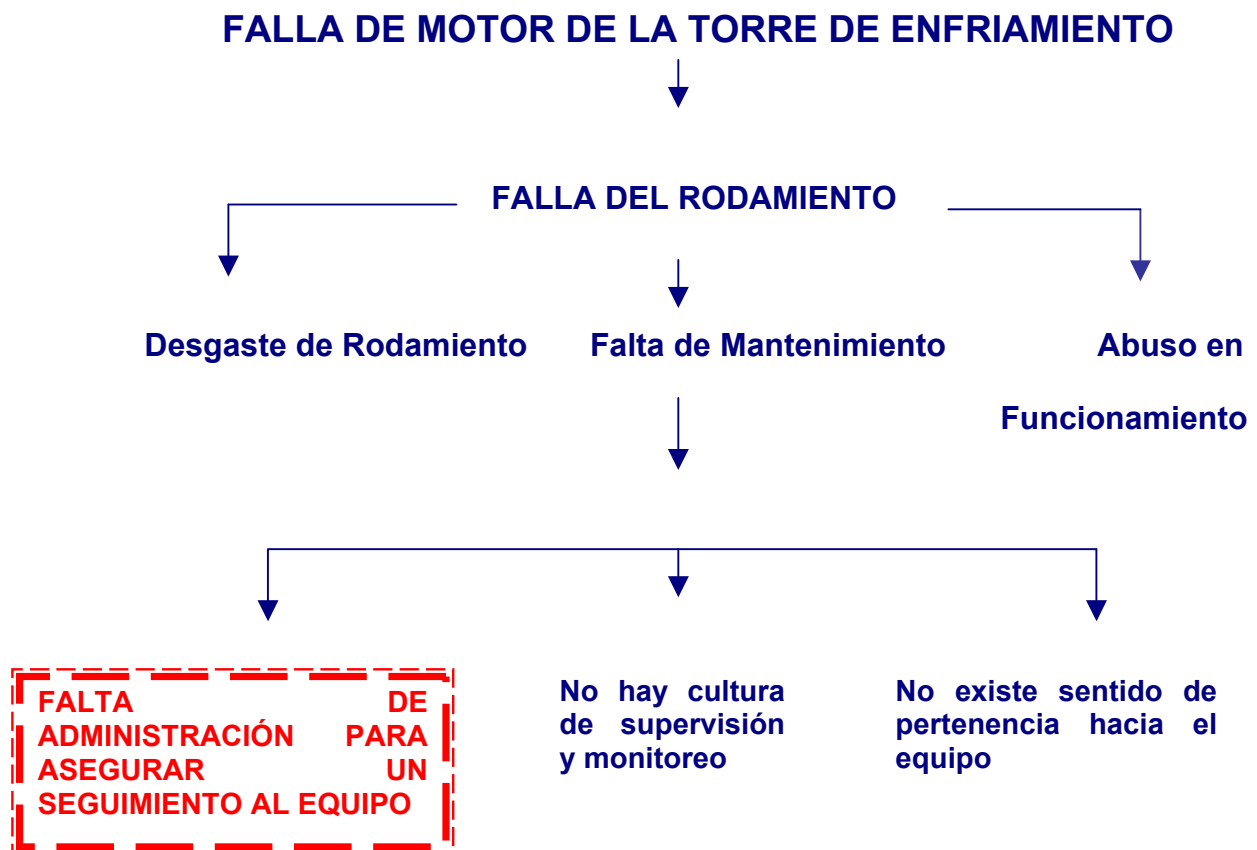 FALLA DE MOTOR DE LA TORRE DE ENFRIAMIENTO
FALLA DEL RODAMIENTO
Desgaste de Rodamiento
Falta de Mantenimiento
Abuso en
Funcionamiento
FALTA DE
ADMINISTRACIÓN PARA
ASEGURAR UN
SEGUIMIENTO AL EQUIPO
No hay cultura
de supervisión
y monitoreo
No existe sentido de
pertenencia hacia el
equipo